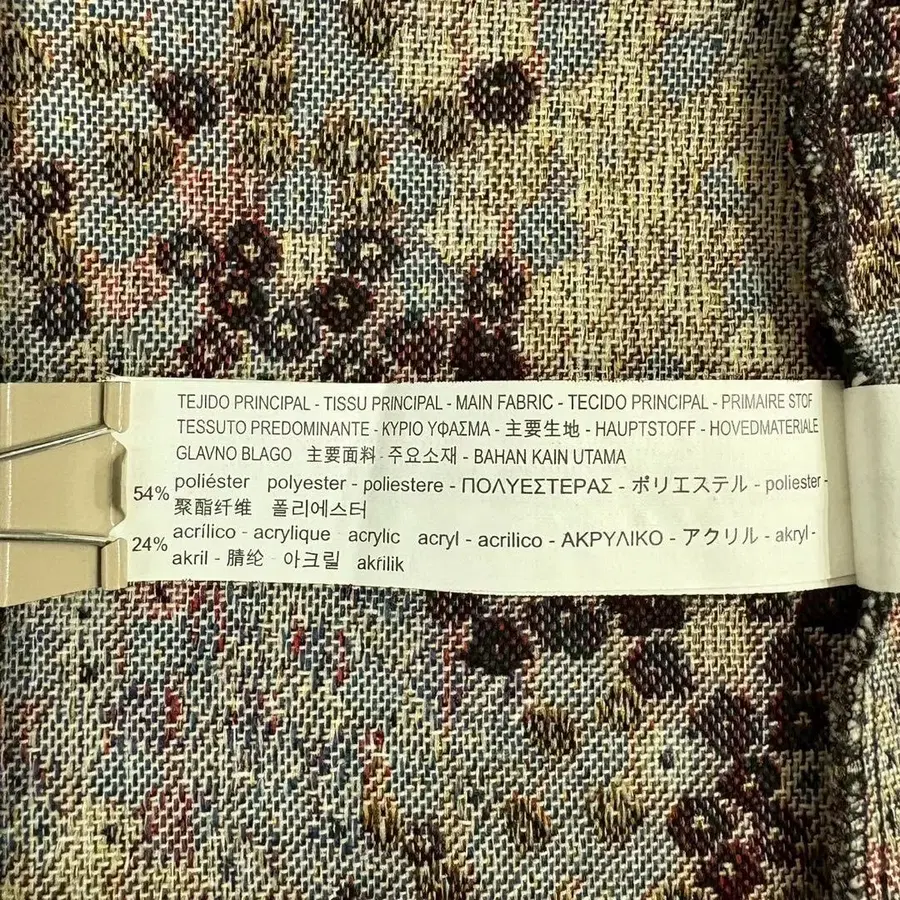 TEJIDO PRINCIPAL - TISSU PRINCIPAL - MAIN FABRIC - TECIDO PRINCIPAL - PRIMAIRE STOF
TESSUTO PREDOMINANTE - ΚΥΡΙΟ ΥΦΑΣΜΑ - 主要生地 - HAUPTSTOFF - HOVEDMATERIALE
GLAVNO BLAGO 主要面料 - 주요소재 - BAHAN KAIN UTAMA
54% poliéster polyester - poliestere - ΠΟΛΥΕΣΤΕΡΑΣ - ポリエステル - poliester -
聚酯纤维 폴리에스터
24% acrílico - acrylique acrylic acryl - acrilico - ΑΚΡΥΛΙΚΟ - アクリル - akryl -
akril - 腈纶 - 아크릴 akrilik